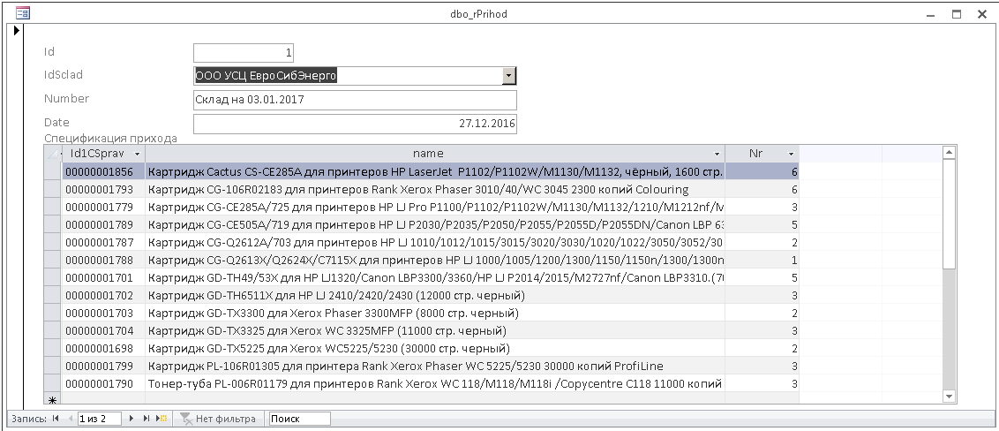 dbo_rPrihod
Id 1
IdSclad ООО УСЦ ЕвроСибЭнерго
Number Склад на 03.01.2017
Date 27.12.2016
Спецификация прихода
Id1CSprav name Nr
00000001856 Картридж Cactus CS-CE285A для принтеров HP LaserJet P1102/P1102W/M1130/M1132, чёрный, 1600 стр. 6
00000001793 Картридж CG-106R02183 для принтеров Rank Xerox Phaser 3010/40/WC 3045 2300 копий Colouring 6
00000001779 Картридж CG-CE285A/725 для принтеров HP LJ Pro P1100/P1102/P1102W/M1130/M1132/1210/M1212nf/M 3
00000001789 Картридж CG-CE505A/719 для принтеров HP LJ P2030/P2035/P2050/P2055/P2055D/P2055DN/Canon LBP 63 5
00000001787 Картридж CG-Q2612A/703 для принтеров HP LJ 1010/1012/1015/3015/3020/3030/1020/1022/3050/3052/30 2
00000001788 Картридж CG-Q2613X/Q2624X/C7115X для принтеров HP LJ 1000/1005/1200/1300/1150/1150n/1300/1300n 1
00000001701 Картридж GD-TH49/53X для HP LJ1320/Canon LBP3300/3360/HP LJ P2014/2015/M2727nf/Canon LBP3310.(70 5
00000001702 Картридж GD-TH6511X для HP LJ 2410/2420/2430 (12000 стр. черный) 3
00000001703 Картридж GD-TX3300 для Xerox Phaser 3300MFP (8000 стр. черный) 2
00000001704 Картридж GD-TX3325 для Xerox WC 3325MFP (11000 стр. черный) 3
00000001698 Картридж GD-TX5225 для Xerox WC5225/5230 (30000 стр. черный) 2
00000001799 Картридж PL-106R01305 для принтера Rank Xerox Phaser WC 5225/5230 30000 копий ProfiLine 3
00000001790 Тонер-туба PL-006R01179 для принтеров Rank Xerox WC 118/M118/M118i /Copycentre C118 11000 копий 3
Запись: 1 из 2 Нет фильтра Поиск